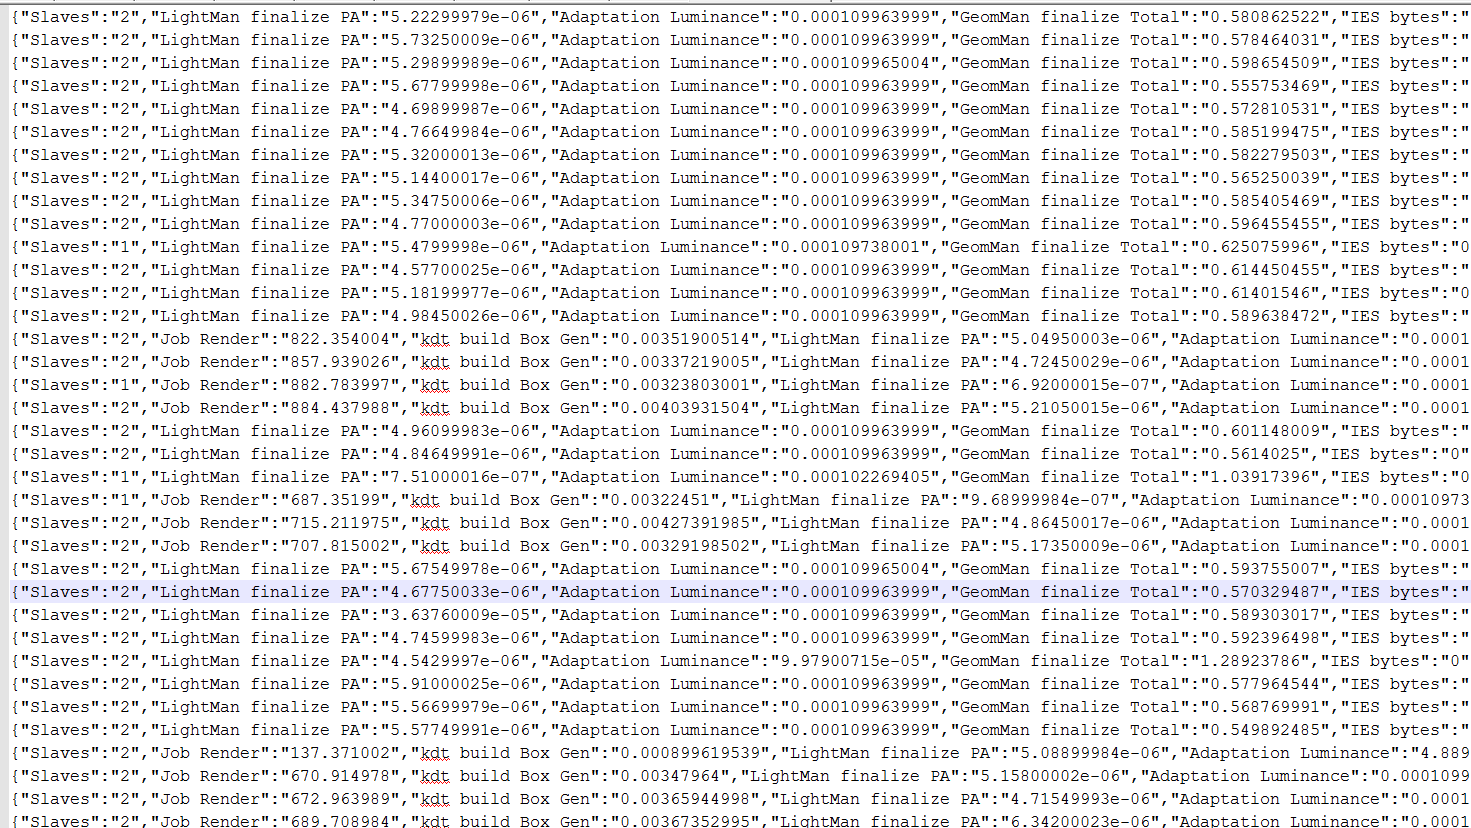 {"Slaves":"2","LightMan finalize PA":"5.22299979e-06","Adaptation Luminance":"0.000109963999","GeomMan finalize Total":"0.580862522","IES bytes":"
{"Slaves":"2","LightMan finalize PA":"5.73250009e-06","Adaptation Luminance":"0.000109963999","GeomMan finalize Total":"0.578464031","IES bytes":"
{"Slaves":"2","LightMan finalize PA":"5.29899989e-06","Adaptation Luminance":"0.000109965004","GeomMan finalize Total":"0.598654509","IES bytes":"
{"Slaves":"2","LightMan finalize PA":"5.67799998e-06","Adaptation Luminance":"0.000109963999","GeomMan finalize Total":"0.555753469","IES bytes":"
{"Slaves":"2","LightMan finalize PA":"4.69899987e-06","Adaptation Luminance":"0.000109963999","GeomMan finalize Total":"0.572810531","IES bytes":"
{"Slaves":"2","LightMan finalize PA":"4.76649984e-06","Adaptation Luminance":"0.000109963999","GeomMan finalize Total":"0.585199475","IES bytes":"
{"Slaves":"2","LightMan finalize PA":"5.32000013e-06","Adaptation Luminance":"0.000109963999","GeomMan finalize Total":"0.582279503","IES bytes":"
{"Slaves":"2","LightMan finalize PA":"5.14400017e-06","Adaptation Luminance":"0.000109963999","GeomMan finalize Total":"0.565250039","IES bytes":"
{"Slaves":"2","LightMan finalize PA":"5.34750006e-06","Adaptation Luminance":"0.000109963999","GeomMan finalize Total":"0.585405469","IES bytes":"
{"Slaves":"2","LightMan finalize PA":"4.77000003e-06","Adaptation Luminance":"0.000109963999","GeomMan finalize Total":"0.596455455","IES bytes":"
{"Slaves":"1","LightMan finalize PA":"5.4799998e-06","Adaptation Luminance":"0.000109738001","GeomMan finalize Total":"0.625075996","IES bytes":"0
{"Slaves":"2","LightMan finalize PA":"4.57700025e-06","Adaptation Luminance":"0.000109963999","GeomMan finalize Total":"0.614450455","IES bytes":"
{"Slaves":"2","LightMan finalize PA":"5.18199977e-06","Adaptation Luminance":"0.000109963999","GeomMan finalize Total":"0.61401546","IES bytes":"0
{"Slaves":"2","LightMan finalize PA":"4.98450026e-06","Adaptation Luminance":"0.000109963999","GeomMan finalize Total":"0.589638472","IES bytes":"
{"Slaves":"2","Job Render":"822.354004","kdt build Box Gen":"0.00351900514","LightMan finalize PA":"5.04950003e-06","Adaptation Luminance":"0.0001
{"Slaves":"2","Job Render":"857.939026","kdt build Box Gen":"0.00337219005","LightMan finalize PA":"4.72450029e-06","Adaptation Luminance":"0.0001
{"Slaves":"1","Job Render":"882.783997","kdt build Box Gen":"0.00323803001","LightMan finalize PA":"6.92000015e-07","Adaptation Luminance":"0.0001
{"Slaves":"2","Job Render":"884.437988","kdt build Box Gen":"0.00403931504","LightMan finalize PA":"5.21050015e-06","Adaptation Luminance":"0.0001
{"Slaves":"2","LightMan finalize PA":"4.96099983e-06","Adaptation Luminance":"0.000109963999","GeomMan finalize Total":"0.601148009","IES bytes":"
{"Slaves":"2","LightMan finalize PA":"4.84649991e-06","Adaptation Luminance":"0.000109963999","GeomMan finalize Total":"0.5614025","IES bytes":"0"
{"Slaves":"1","LightMan finalize PA":"7.51000016e-07","Adaptation Luminance":"0.000102269405","GeomMan finalize Total":"1.03917396","IES bytes":"0
{"Slaves":"1","Job Render":"687.35199","kdt build Box Gen":"0.00322451","LightMan finalize PA":"9.68999984e-07","Adaptation Luminance":"0.00010973
{"Slaves":"2","Job Render":"715.211975","kdt build Box Gen":"0.00427391985","LightMan finalize PA":"4.86450017e-06","Adaptation Luminance":"0.0001
{"Slaves":"2","Job Render":"707.815002","kdt build Box Gen":"0.00329198502","LightMan finalize PA":"5.17350009e-06","Adaptation Luminance":"0.0001
{"Slaves":"2","LightMan finalize PA":"5.67549978e-06","Adaptation Luminance":"0.000109965004","GeomMan finalize Total":"0.593755007","IES bytes":"
{"Slaves":"2","LightMan finalize PA":"4.67750033e-06","Adaptation Luminance":"0.000109963999","GeomMan finalize Total":"0.570329487","IES bytes":"
{"Slaves":"2","LightMan finalize PA":"3.63760009e-05","Adaptation Luminance":"0.000109963999","GeomMan finalize Total":"0.589303017","IES bytes":"
{"Slaves":"2","LightMan finalize PA":"4.74599983e-06","Adaptation Luminance":"0.000109963999","GeomMan finalize Total":"0.592396498","IES bytes":"
{"Slaves":"2","LightMan finalize PA":"4.5429997e-06","Adaptation Luminance":"9.97900715e-05","GeomMan finalize Total":"1.28923786","IES bytes":"0"
{"Slaves":"2","LightMan finalize PA":"5.91000025e-06","Adaptation Luminance":"0.000109963999","GeomMan finalize Total":"0.577964544","IES bytes":"
{"Slaves":"2","LightMan finalize PA":"5.56699979e-06","Adaptation Luminance":"0.000109963999","GeomMan finalize Total":"0.568769991","IES bytes":"
{"Slaves":"2","LightMan finalize PA":"5.57749991e-06","Adaptation Luminance":"0.000109963999","GeomMan finalize Total":"0.549892485","IES bytes":"
{"Slaves":"2","Job Render":"137.371002","kdt build Box Gen":"0.000899619539","LightMan finalize PA":"5.08899984e-06","Adaptation Luminance":"4.889
{"Slaves":"2","Job Render":"670.914978","kdt build Box Gen":"0.00347964","LightMan finalize PA":"5.15800002e-06","Adaptation Luminance":"0.0001099
{"Slaves":"2","Job Render":"672.963989","kdt build Box Gen":"0.00365944998","LightMan finalize PA":"4.71549993e-06","Adaptation Luminance":"0.0001
{"Slaves":"2","Job Render":"689.708984","kdt build Box Gen":"0.00367352995","LightMan finalize PA":"6.34200023e-06","Adaptation Luminance":"0.0001